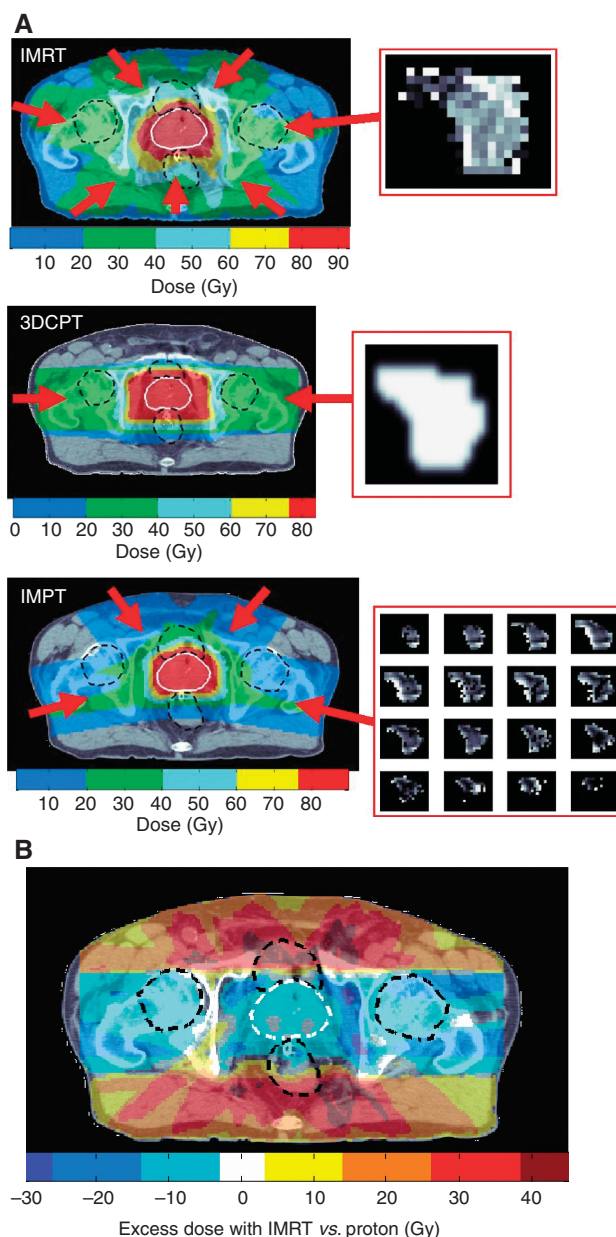 A
IMRT
10 20 30 40 50 60 70 80 90
Dose (Gy)
3DCPT
0 10 20 30 40 50 60 70 80
Dose (Gy)
IMPT
10 20 30 40 50 60 70 80
Dose (Gy)
B
–30 –20 –10 0 10 20 30 40
Excess dose with IMRT vs. proton (Gy)